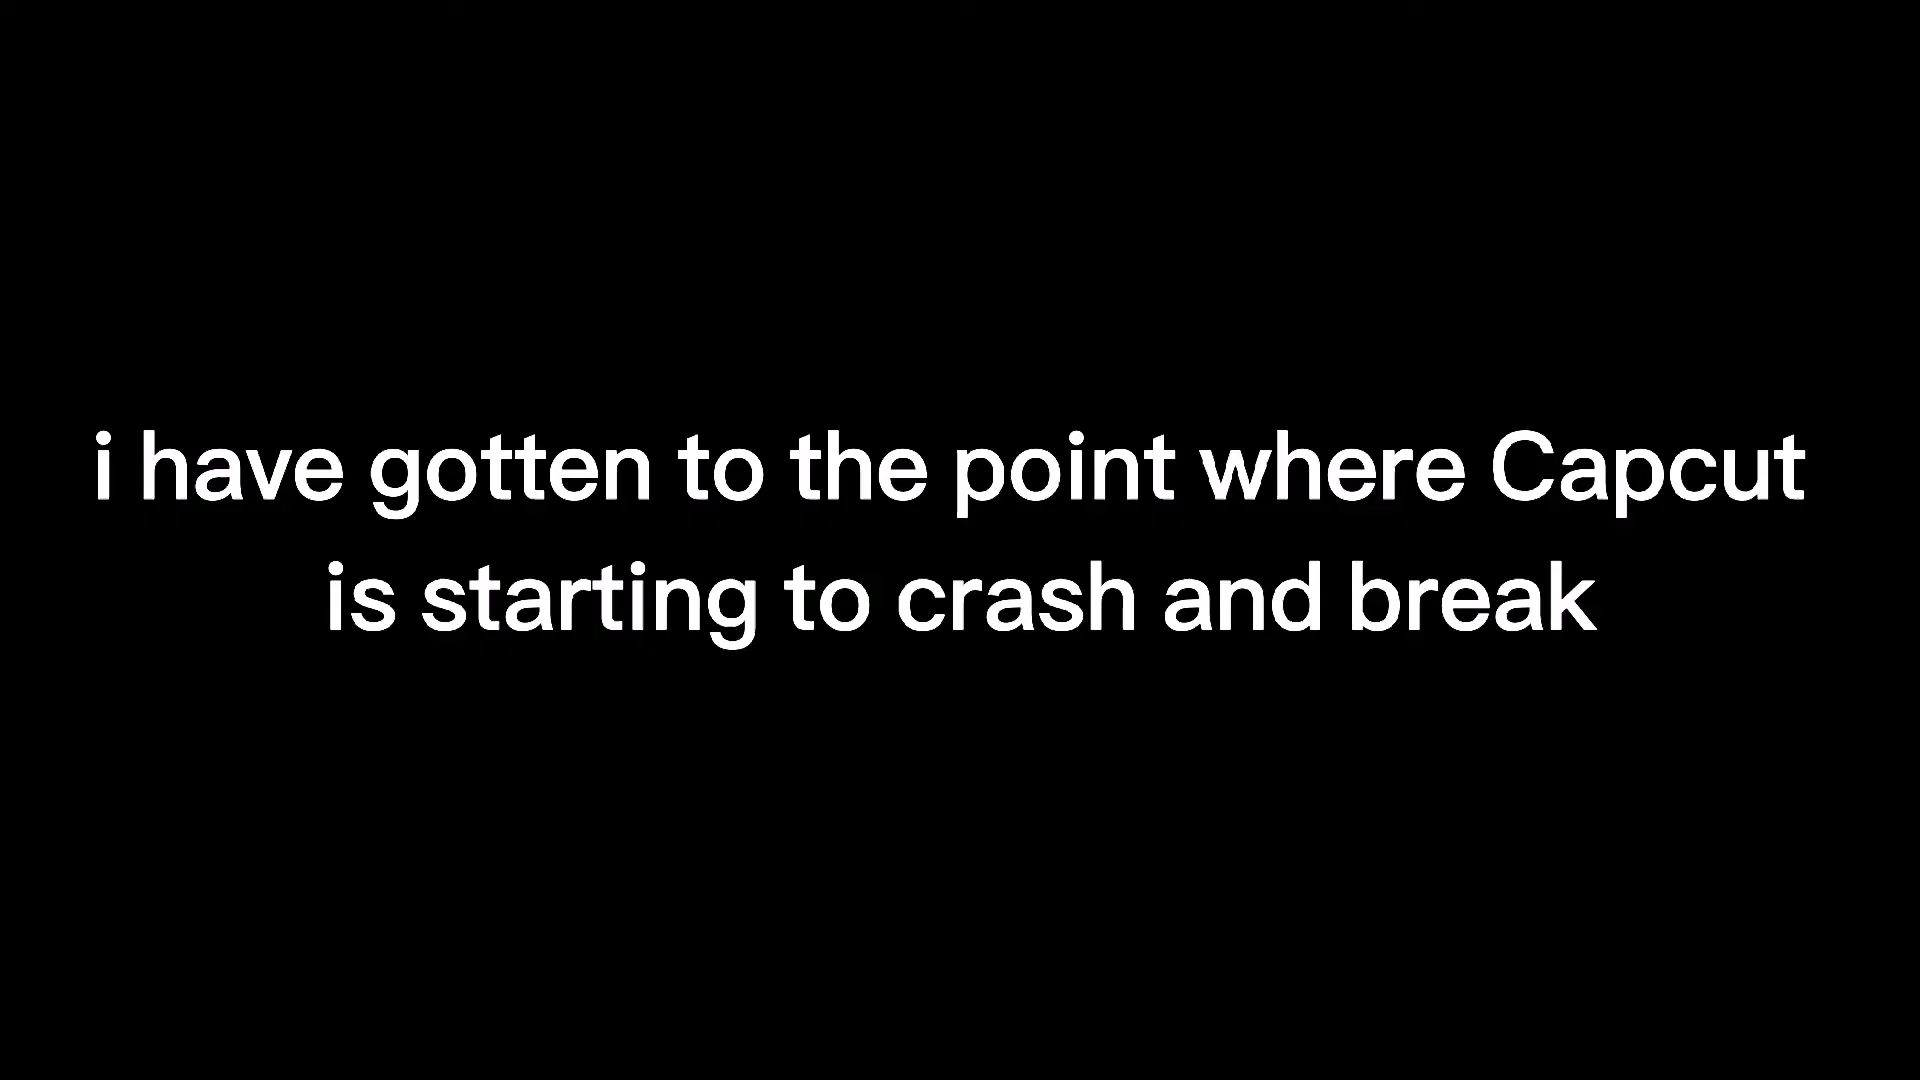 i have gotten to the point where Capcut
is starting to crash and break